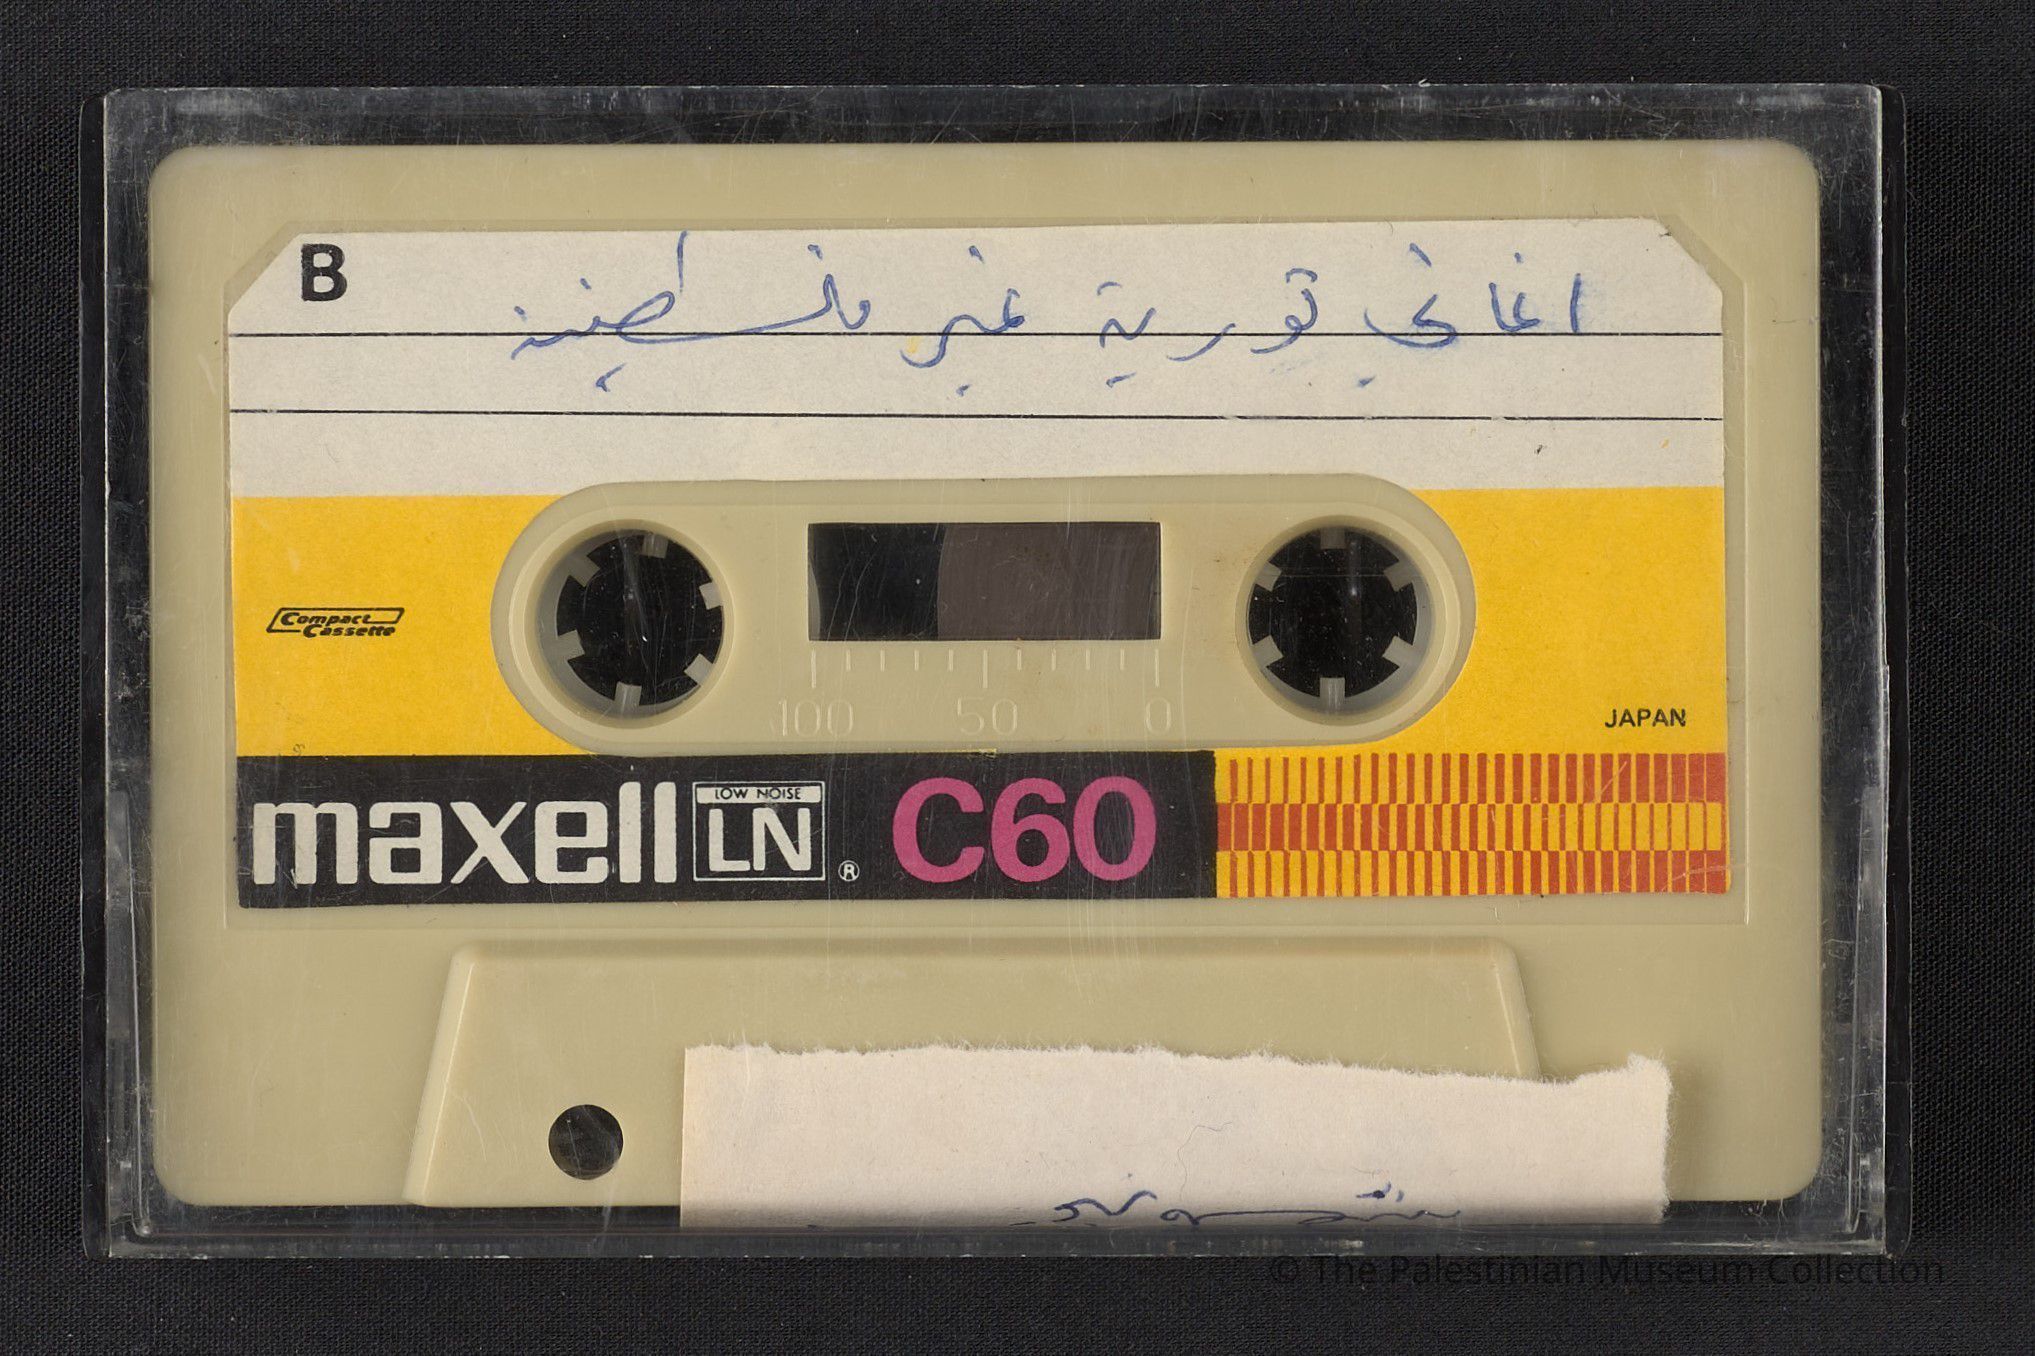 B
اغاني ثورية غير فلسطينية
Compact
Cassette
100 50 0
JAPAN
maxell LOW NOISE LN ® C60
© The Palestinian Museum Collection